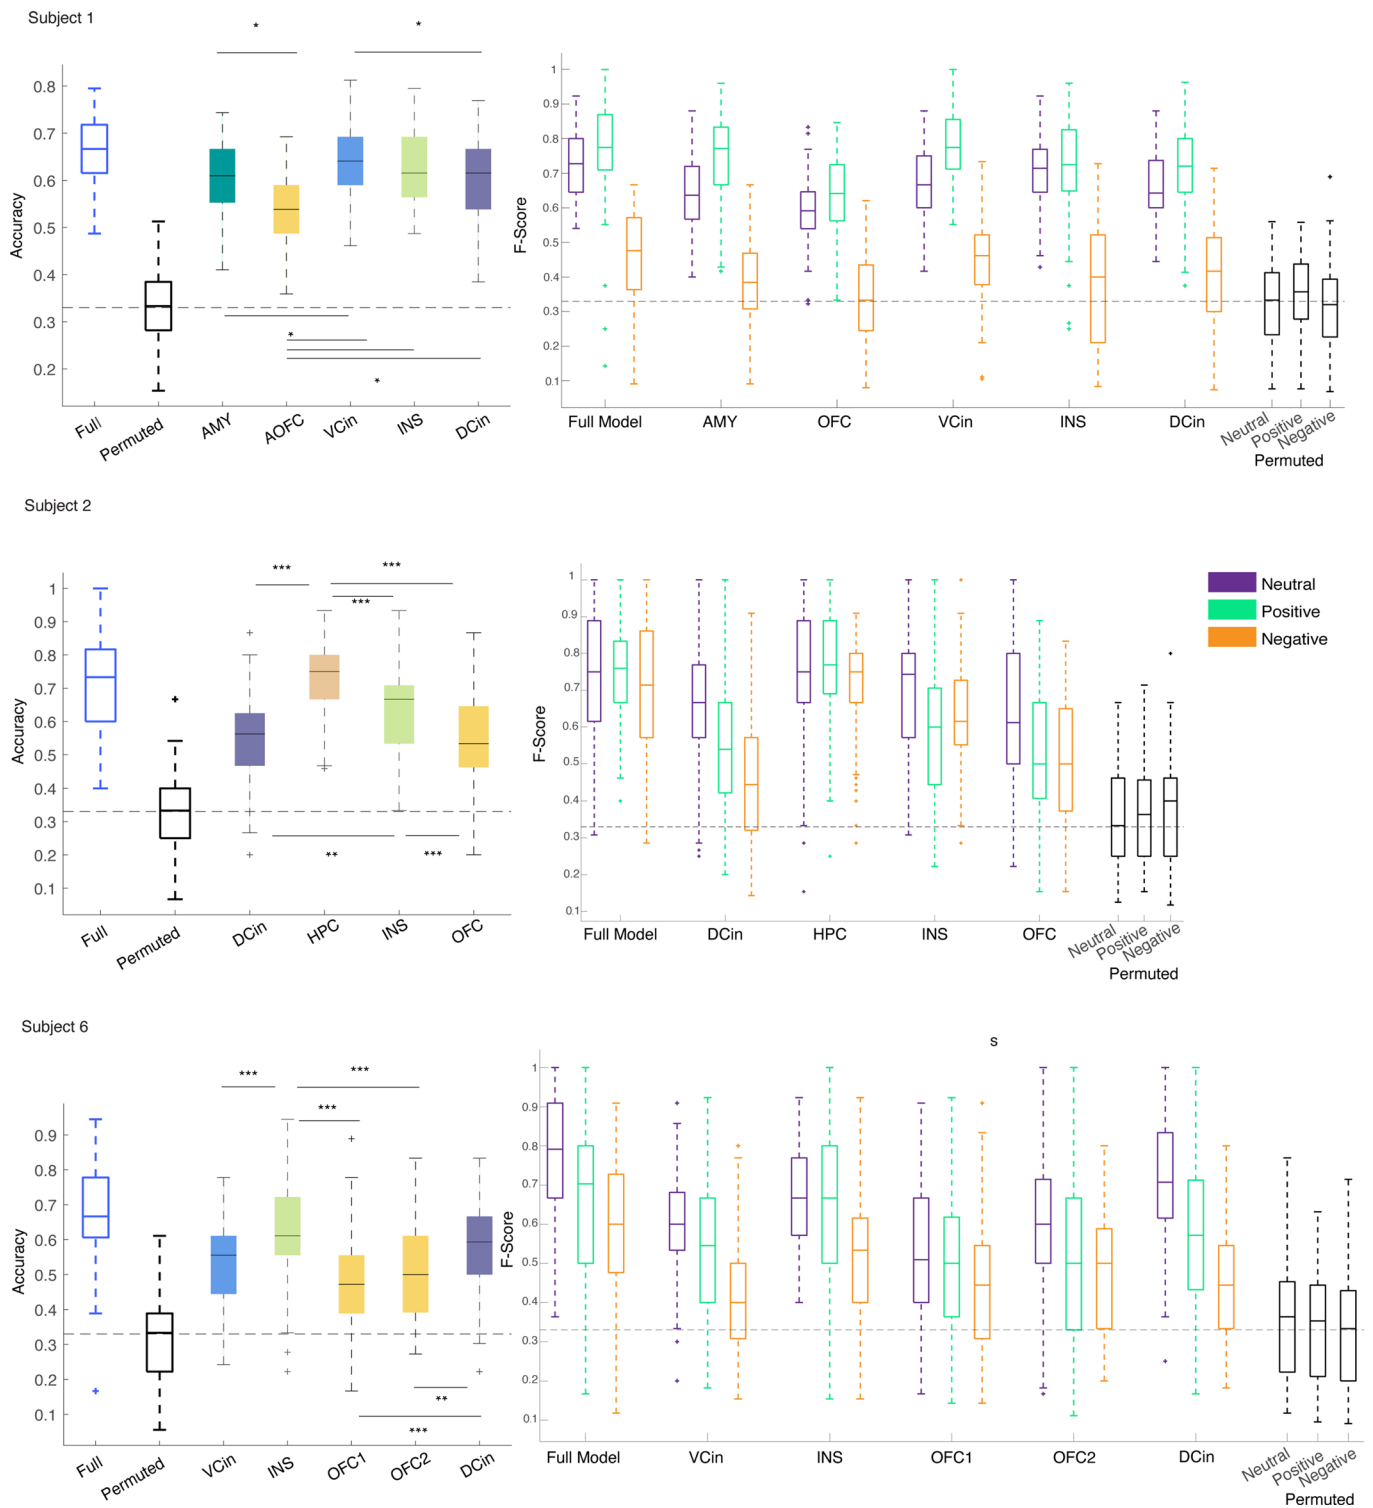 Subject 1
* *
0.8
0.7
0.6
0.5
0.4
0.3
0.2
Accuracy
*
*
Full Permuted AMY AOFC VCin INS DCin
1
0.9
0.8
0.7
0.6
0.5
0.4
0.3
0.2
0.1
F-Score
Full Model AMY OFC VCin INS DCin Neutral Positive Negative
Permuted
Subject 2
*** *** ***
1
0.9
0.8
0.7
0.6
0.5
0.4
0.3
0.2
0.1
Accuracy
** ***
Full Permuted DCin HPC INS OFC
1
0.9
0.8
0.7
0.6
0.5
0.4
0.3
0.2
0.1
F-Score
Full Model DCin HPC INS OFC Neutral Positive Negative
Permuted
Neutral
Positive
Negative
Subject 6
*** *** ***
0.9
0.8
0.7
0.6
0.5
0.4
0.3
0.2
0.1
Accuracy
**
***
Full Permuted VCin INS OFC1 OFC2 DCin
s
1
0.9
0.8
0.7
0.6
0.5
0.4
0.3
0.2
0.1
F-Score
Full Model VCin INS OFC1 OFC2 DCin Neutral Positive Negative
Permuted